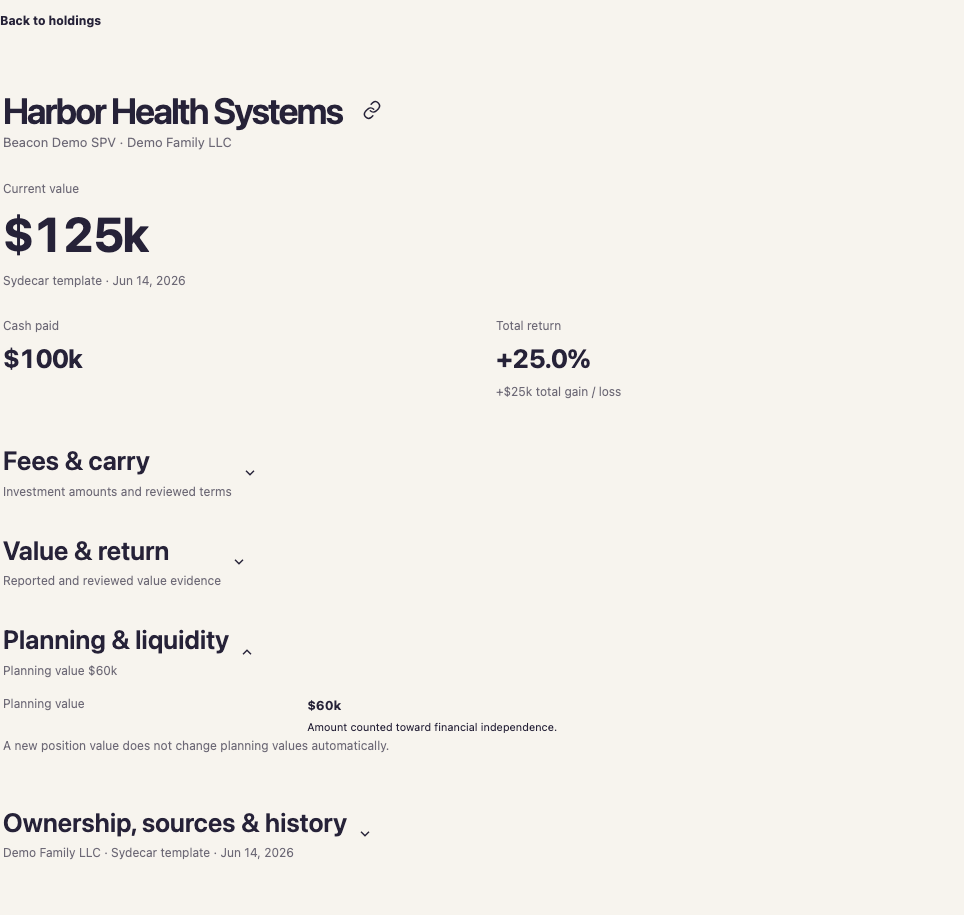 Back to holdings
Harbor Health Systems
Beacon Demo SPV · Demo Family LLC
Current value
$125k
Sydecar template · Jun 14, 2026
Cash paid
$100k
Total return
+25.0%
+$25k total gain / loss
Fees & carry
Investment amounts and reviewed terms
Value & return
Reported and reviewed value evidence
Planning & liquidity
Planning value $60k
Planning value
$60k
Amount counted toward financial independence.
A new position value does not change planning values automatically.
Ownership, sources & history
Demo Family LLC · Sydecar template · Jun 14, 2026